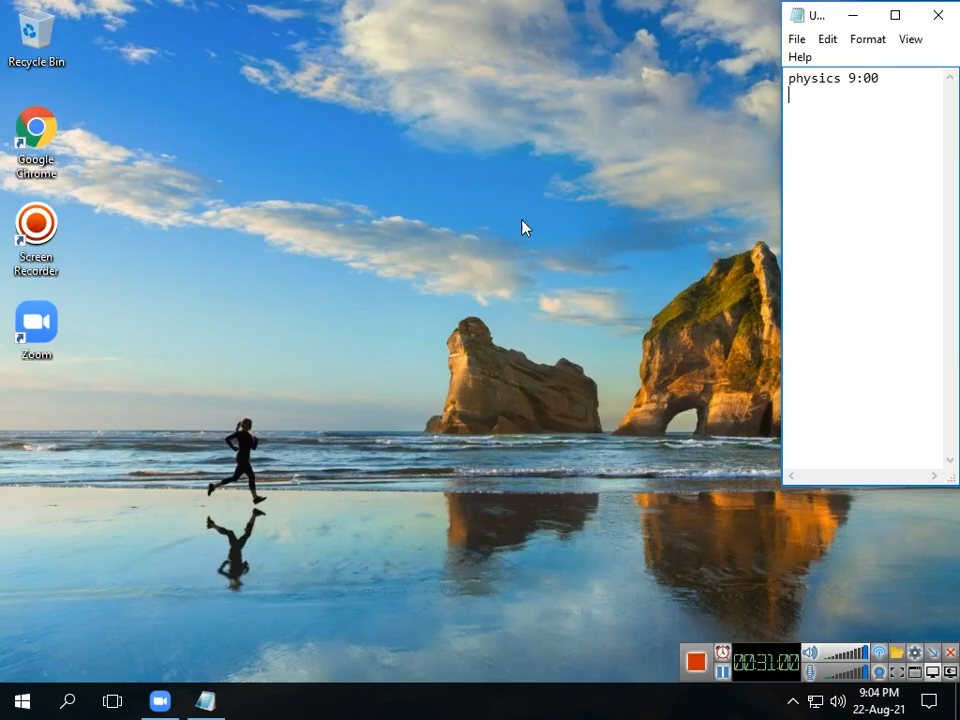 Recycle Bin
Google
Chrome
Screen
Recorder
Zoom
U...
File Edit Format View
Help
physics 9:00
00:31:00
9:04 PM
22-Aug-21